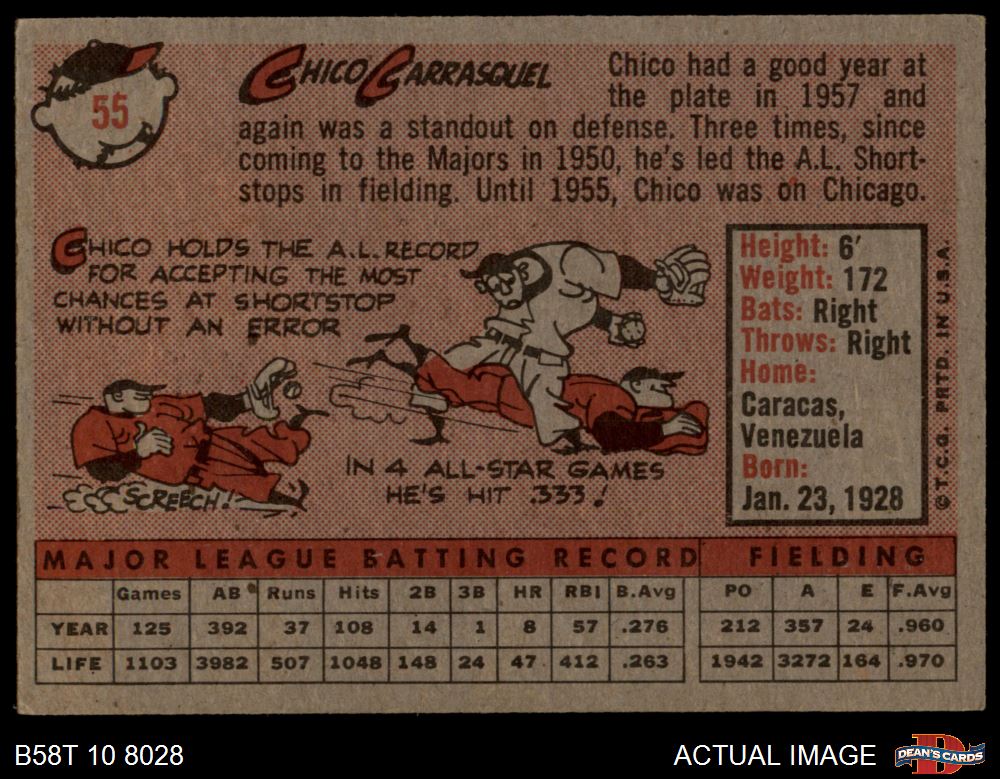 55
CHICO CARRASQUEL
Chico had a good year at
the plate in 1957 and
again was a standout on defense. Three times, since
coming to the Majors in 1950, he's led the A.L. Short-
stops in fielding. Until 1955, Chico was on Chicago.
CHICO HOLDS THE A.L. RECORD
FOR ACCEPTING THE MOST
CHANCES AT SHORTSTOP
WITHOUT AN ERROR
SCREECH!
IN 4 ALL-STAR GAMES
HE'S HIT .333!
Height: 6'
Weight: 172
Bats: Right
Throws: Right
Home:
Caracas,
Venezuela
Born:
Jan. 23, 1928
© T.C.G. PRTD. IN U.S.A.
MAJOR LEAGUE BATTING RECORD FIELDING
Games AB Runs Hits 2B 3B HR RBI B.Avg PO A E F.Avg
YEAR 125 392 37 108 14 1 8 57 .276 212 357 24 .960
LIFE 1103 3982 507 1048 148 24 47 412 .263 1942 3272 164 .970
B58T 10 8028
ACTUAL IMAGE
D
DEAN'S CARDS